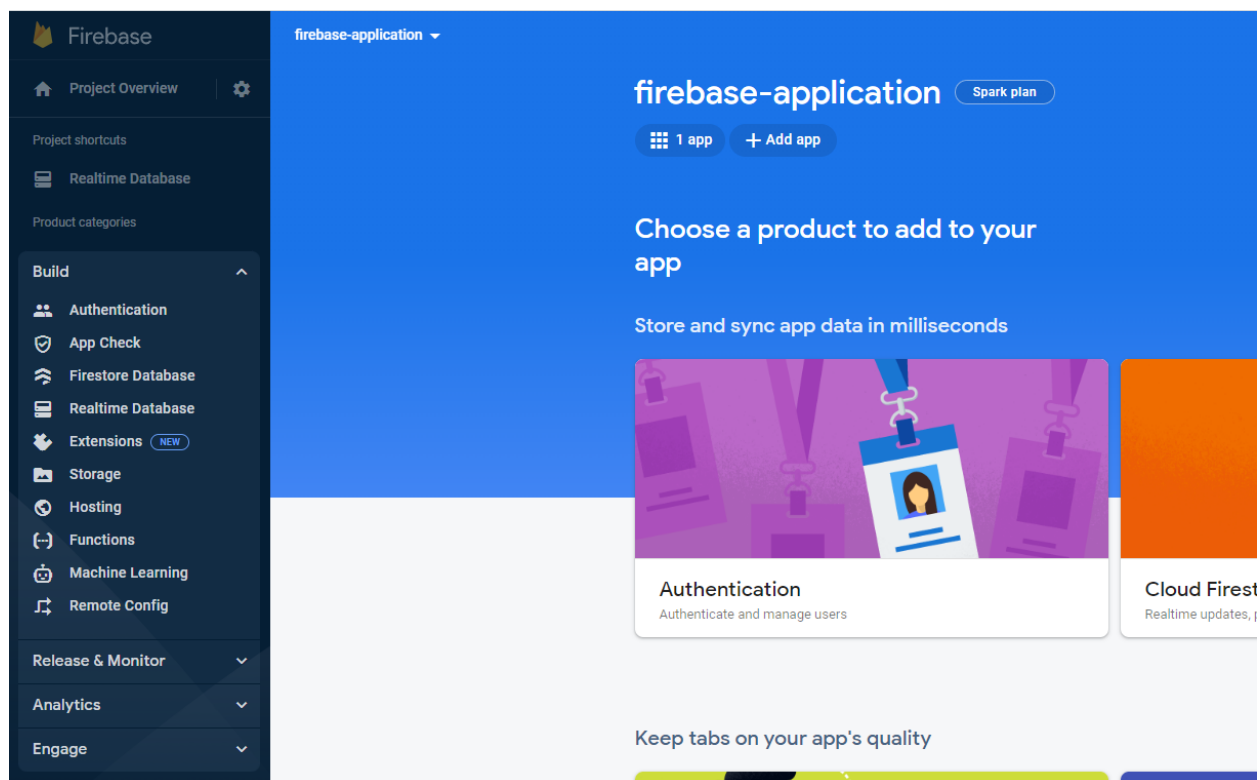 Firebase
Project Overview
Project shortcuts
Realtime Database
Product categories
Build
Authentication
App Check
Firestore Database
Realtime Database
Extensions NEW
Storage
Hosting
Functions
Machine Learning
Remote Config
Release & Monitor
Analytics
Engage
firebase-application
firebase-application Spark plan
1 app + Add app
Choose a product to add to your
app
Store and sync app data in milliseconds
Authentication
Authenticate and manage users
Cloud Firest
Realtime updates,
Keep tabs on your app's quality